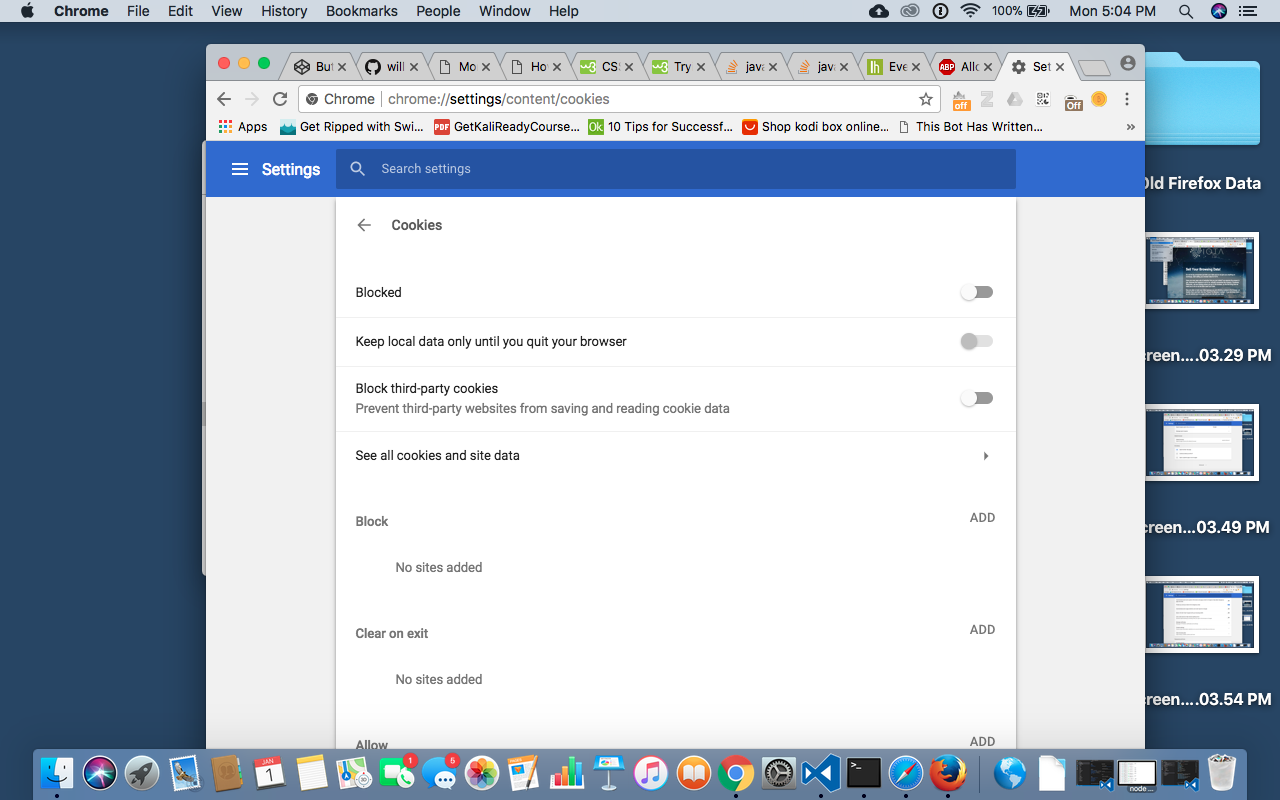 Chrome File Edit View History Bookmarks People Window Help 100% Mon 5:04 PM
But will Mo Ho CS Try java java Eve ABP Allo Set
Chrome chrome://settings/content/cookies off Off
Apps Get Ripped with Swi... PDF GetKaliReadyCourse... Ok 10 Tips for Successf... Shop kodi box online... This Bot Has Written... »
Settings Search settings
Cookies
Blocked
Keep local data only until you quit your browser
Block third-party cookies
Prevent third-party websites from saving and reading cookie data
See all cookies and site data
Block ADD
No sites added
Clear on exit ADD
No sites added
Allow ADD
Old Firefox Data
creen....03.29 PM
creen...03.49 PM
creen....03.54 PM
JAN
1
1
5
node ...